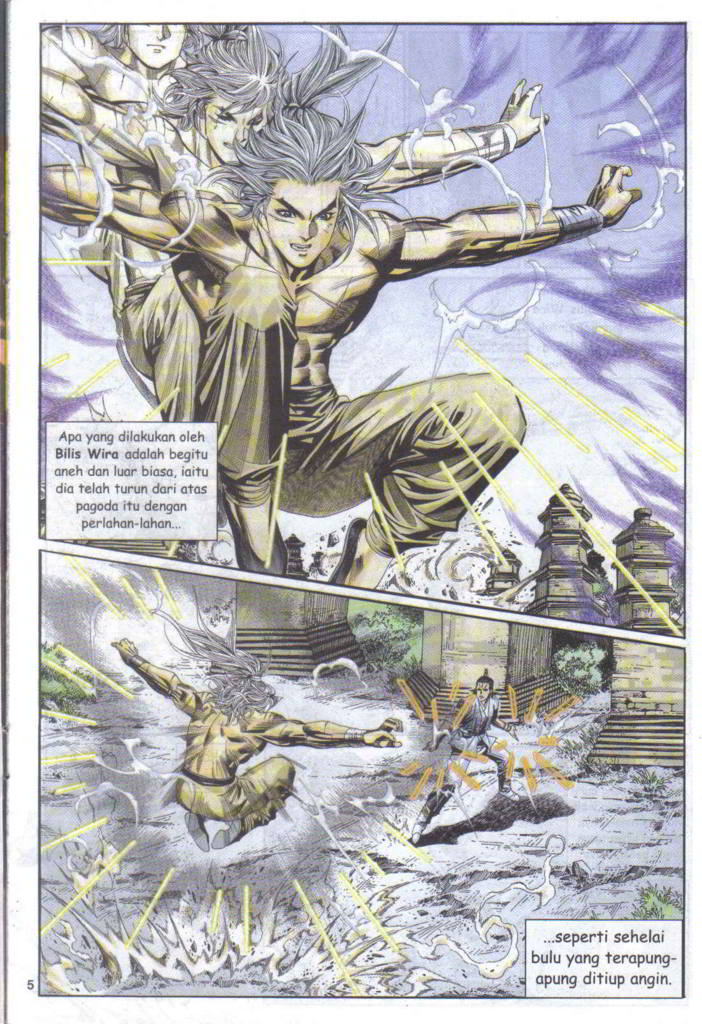 Apa yang dilakukan oleh
Bilis Wira adalah begitu
aneh dan luar biasa, iaitu
dia telah turun dari atas
pagoda itu dengan
perlahan-lahan...
...seperti sehelai
bulu yang terapung-
apung ditiup angin.
5